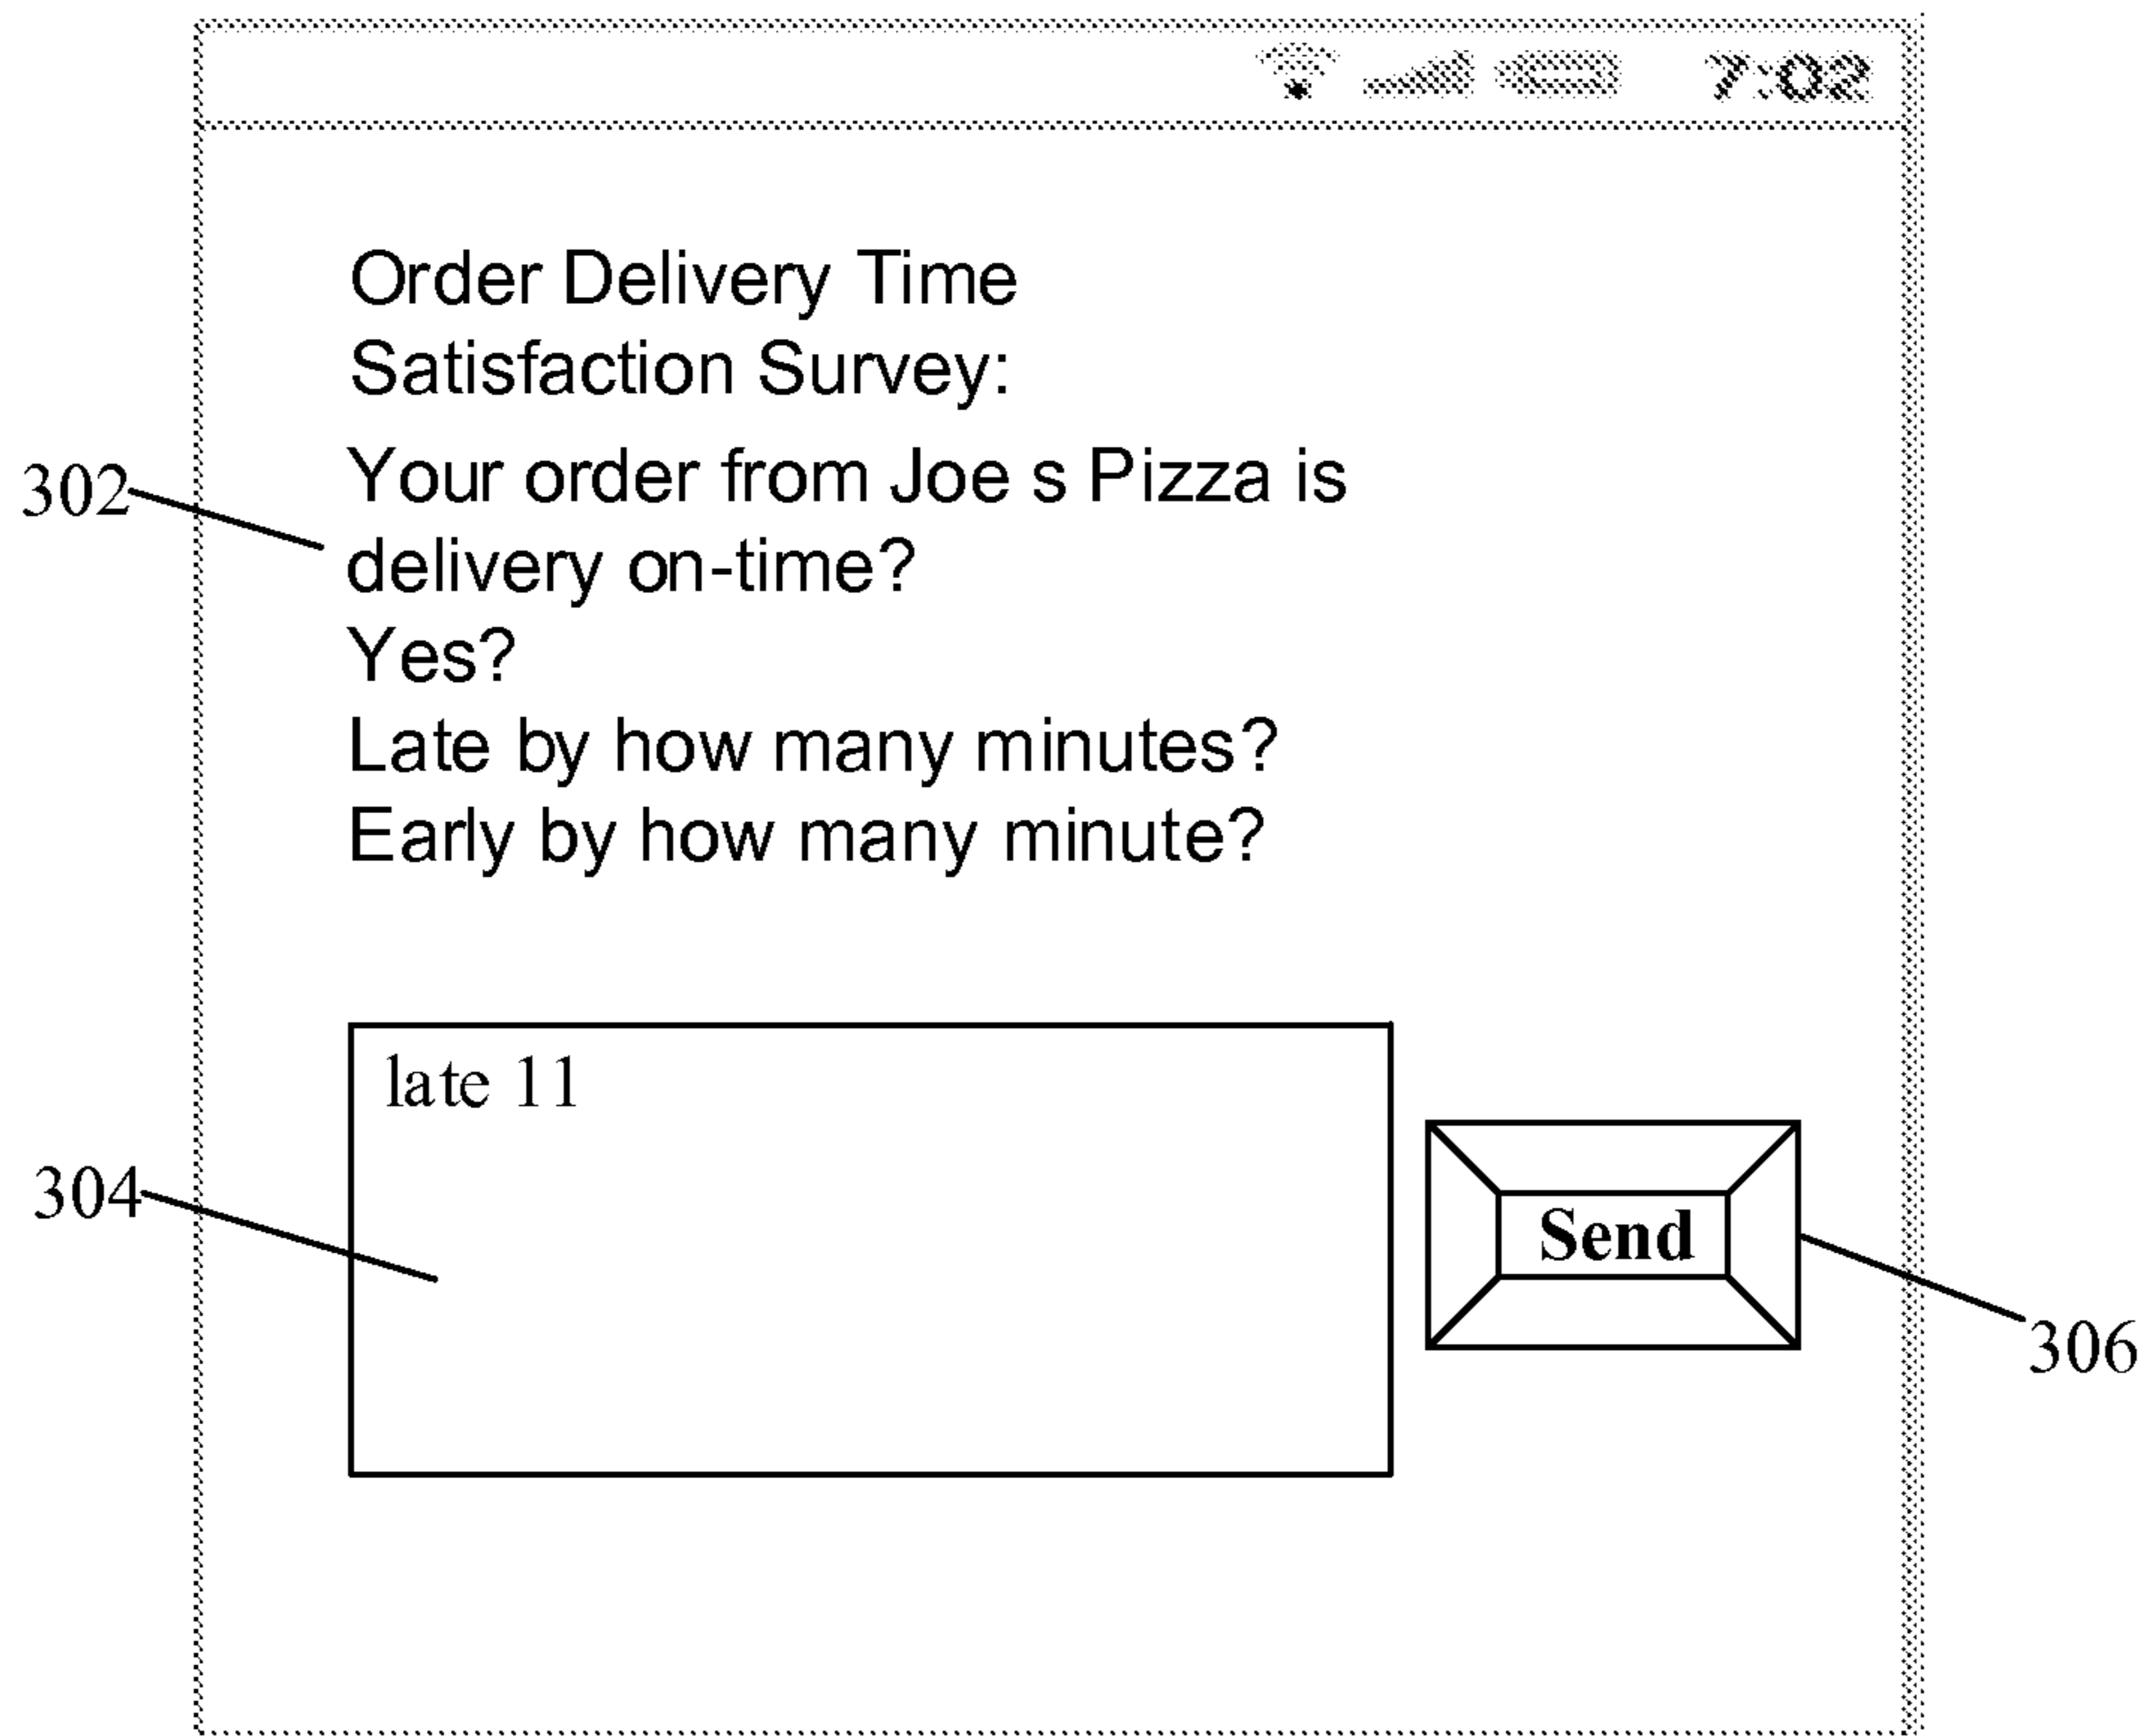 7:02
Order Delivery Time
Satisfaction Survey:
Your order from Joe s Pizza is
302
delivery on-time?
Yes?
Late by how many minutes?
Early by how many minute?
late 11
304
Send
306